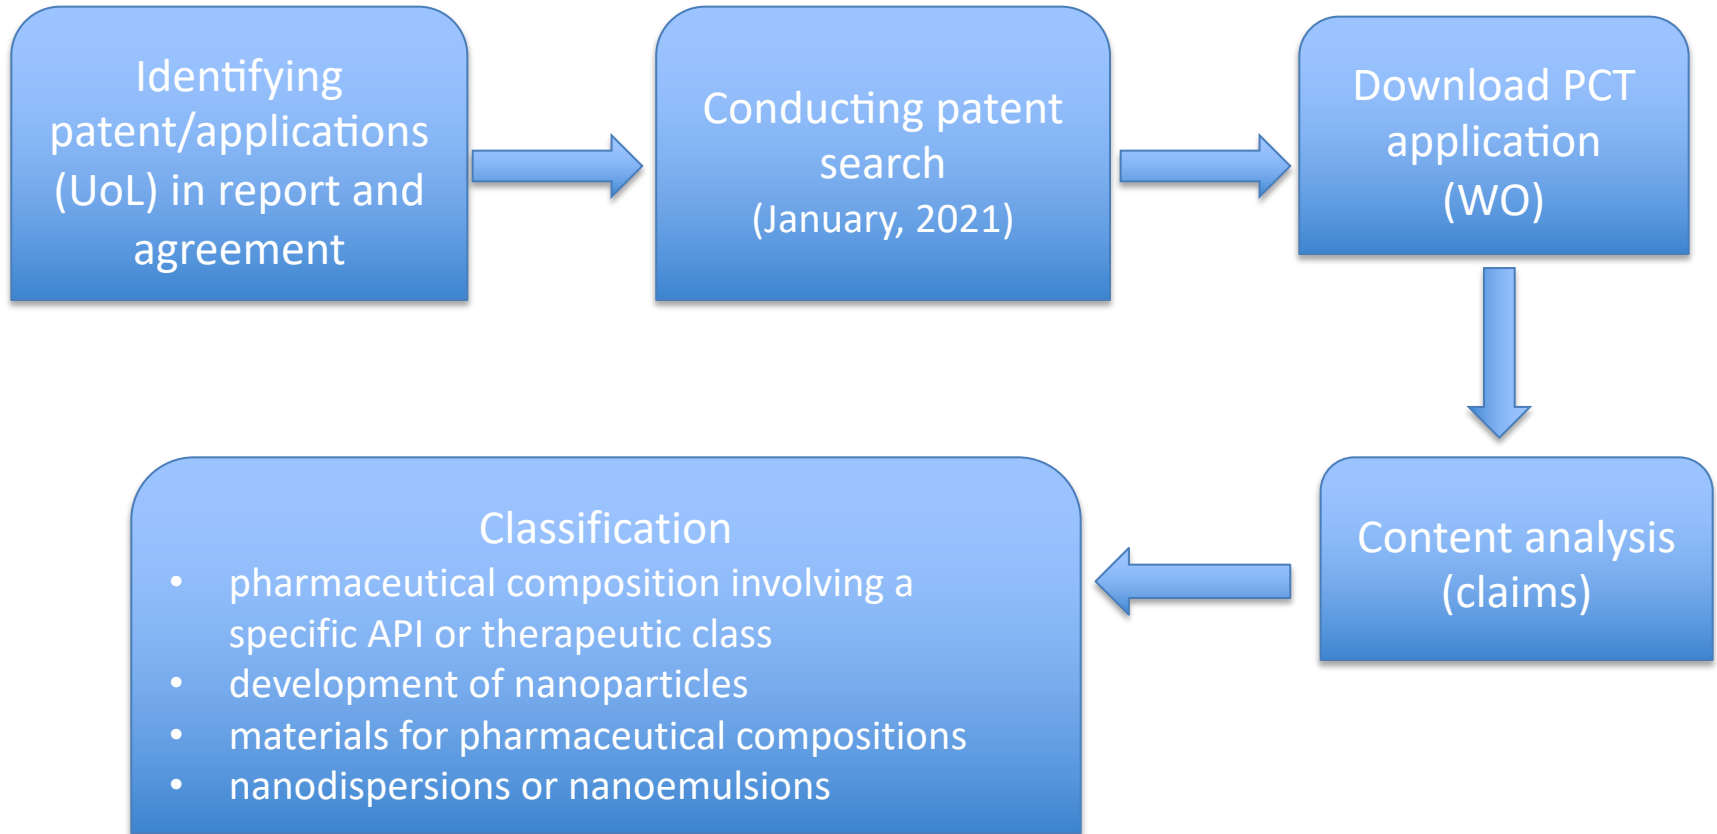 Identifying
patent/applications
(UoL) in report and
agreement
Conducting patent
search
(January, 2021)
Download PCT
application
(WO)
Content analysis
(claims)
Classification
• pharmaceutical composition involving a
specific API or therapeutic class
• development of nanoparticles
• materials for pharmaceutical compositions
• nanodispersions or nanoemulsions